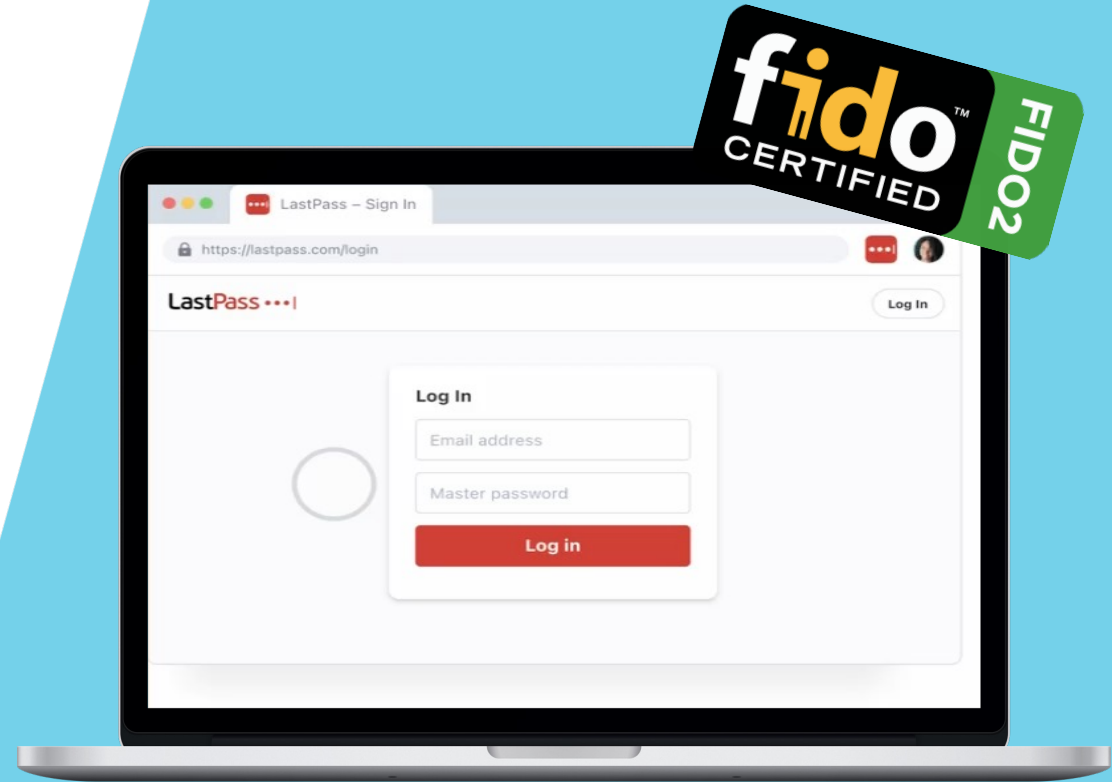 fido™
CERTIFIED
FIDO2
LastPass – Sign In
https://lastpass.com/login
LastPass •••|
Log In
Log In
Email address
Master password
Log in